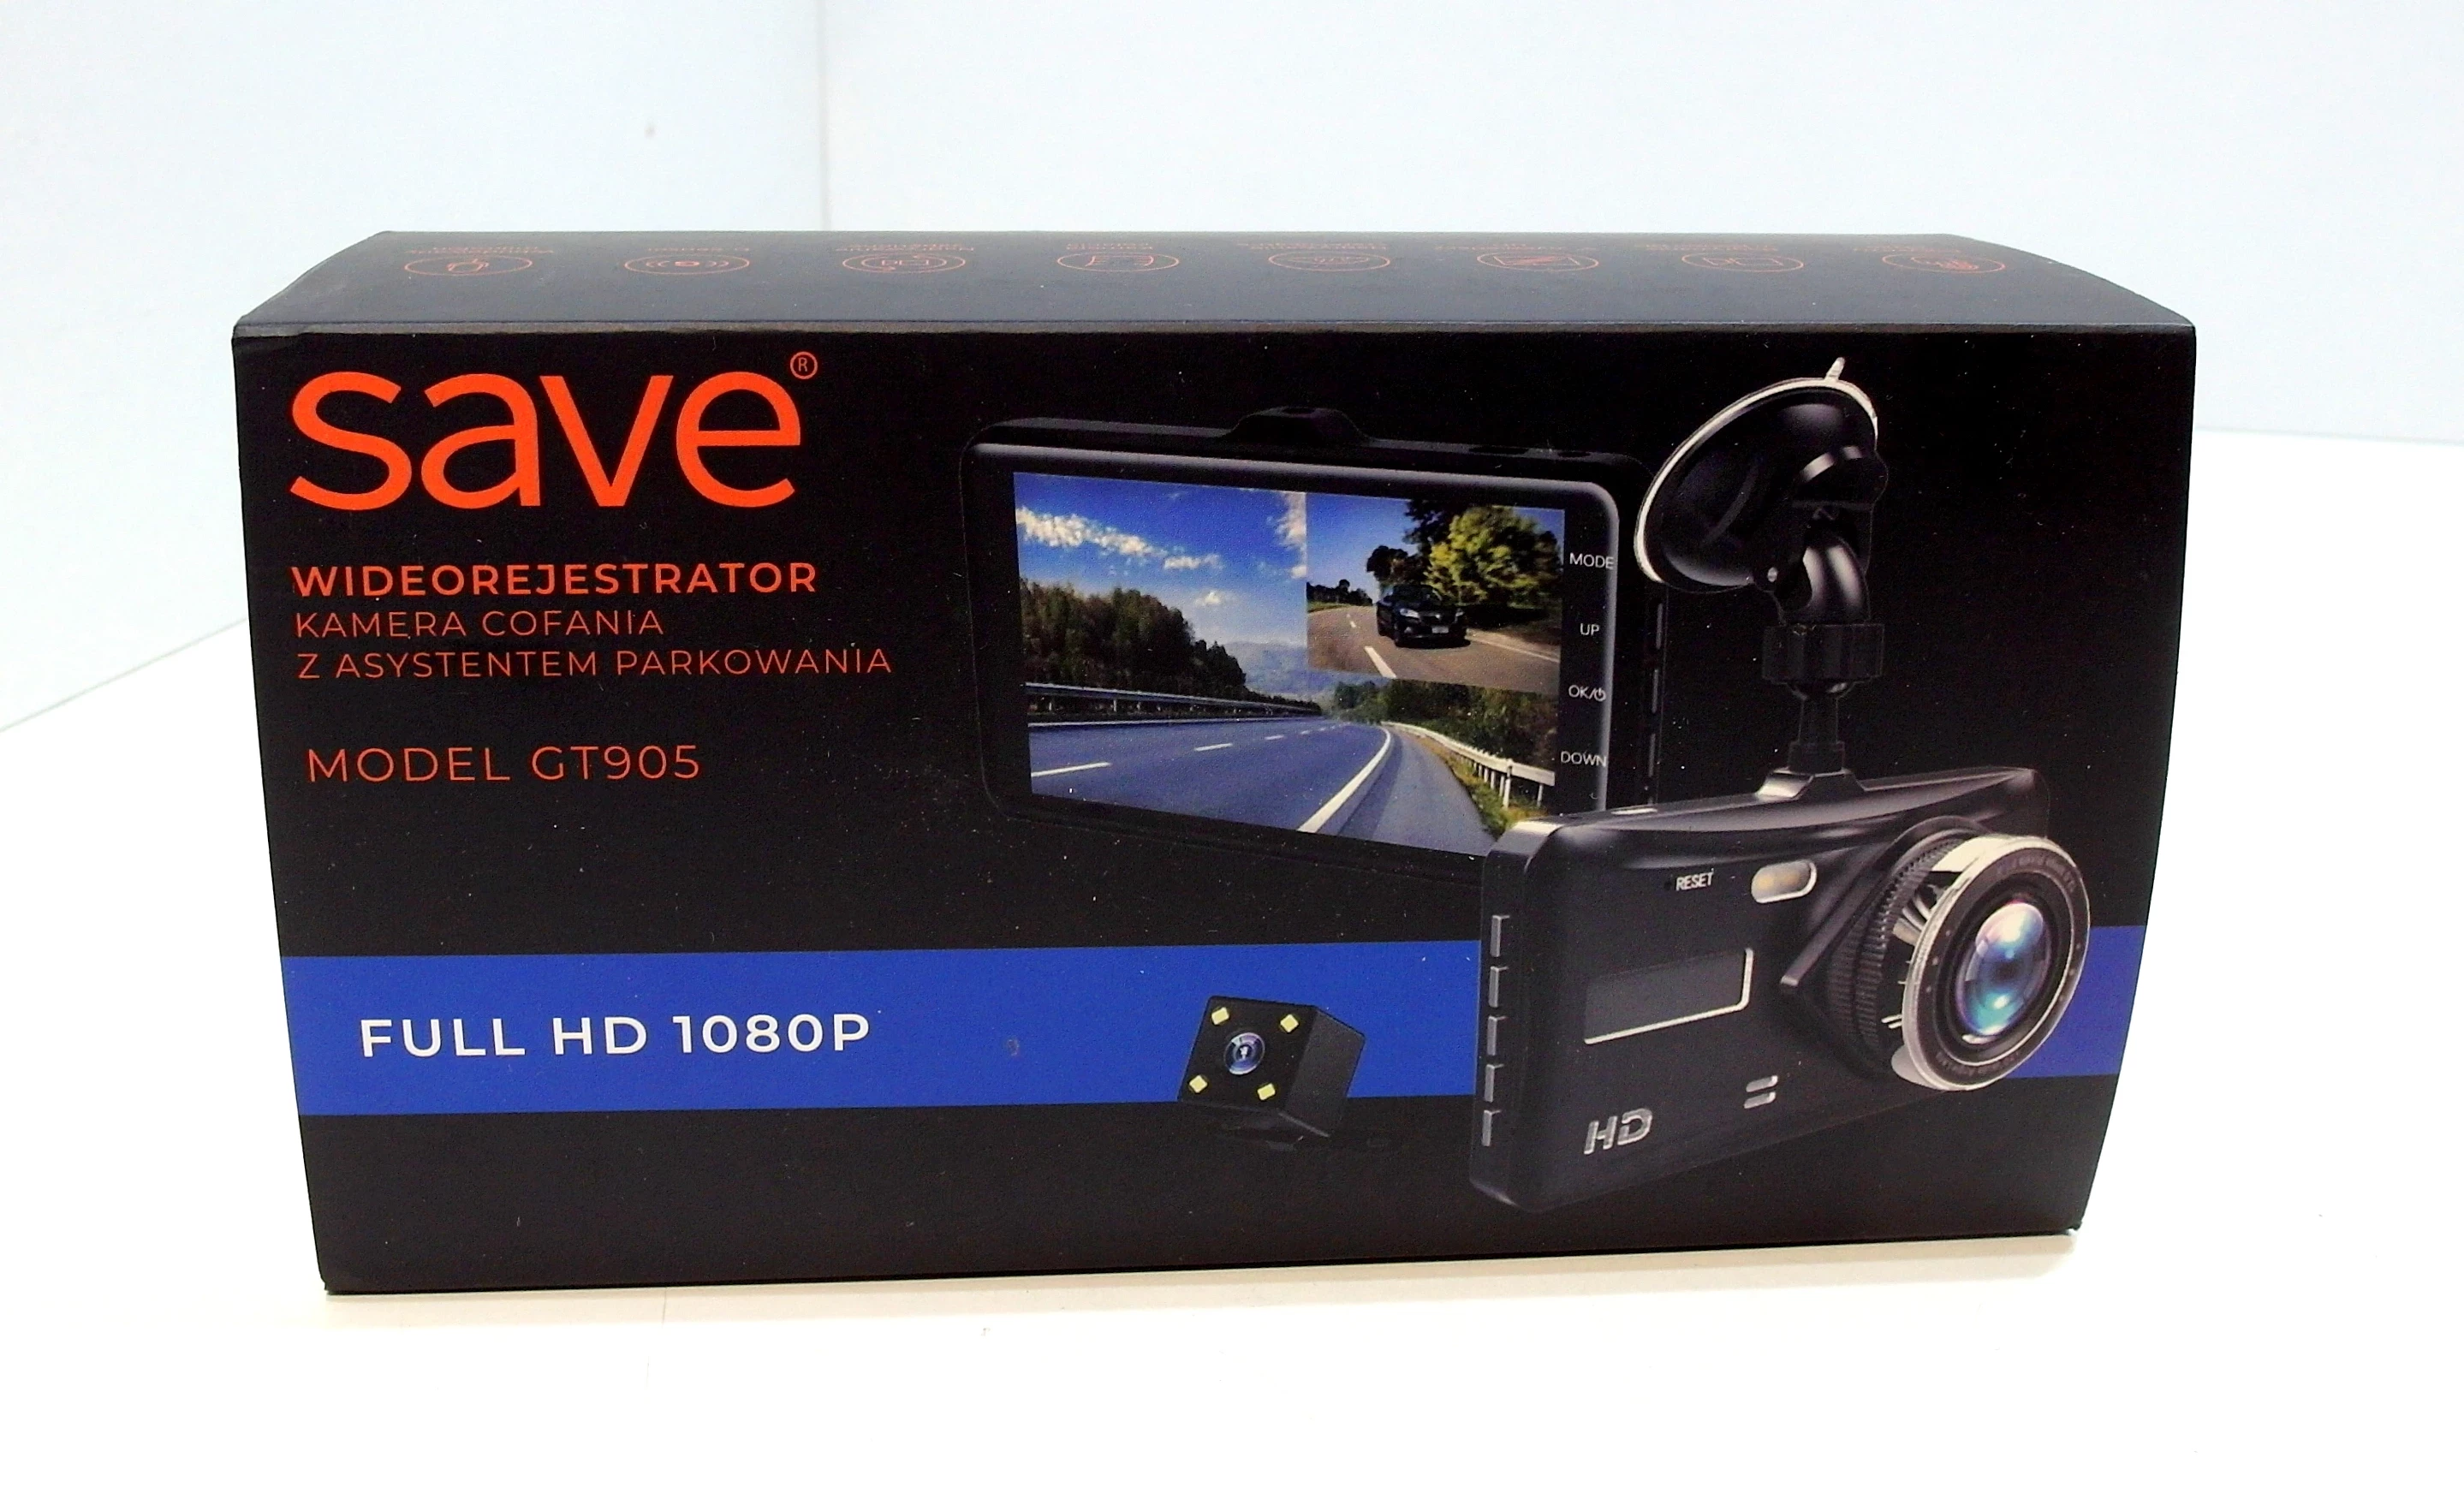 save®
WIDEOREJESTRATOR
KAMERA COFANIA
Z ASYSTENTEM PARKOWANIA
MODEL GT905
MODE
UP
OK/
DOWN
RESET
FULL HD 1080P
HD